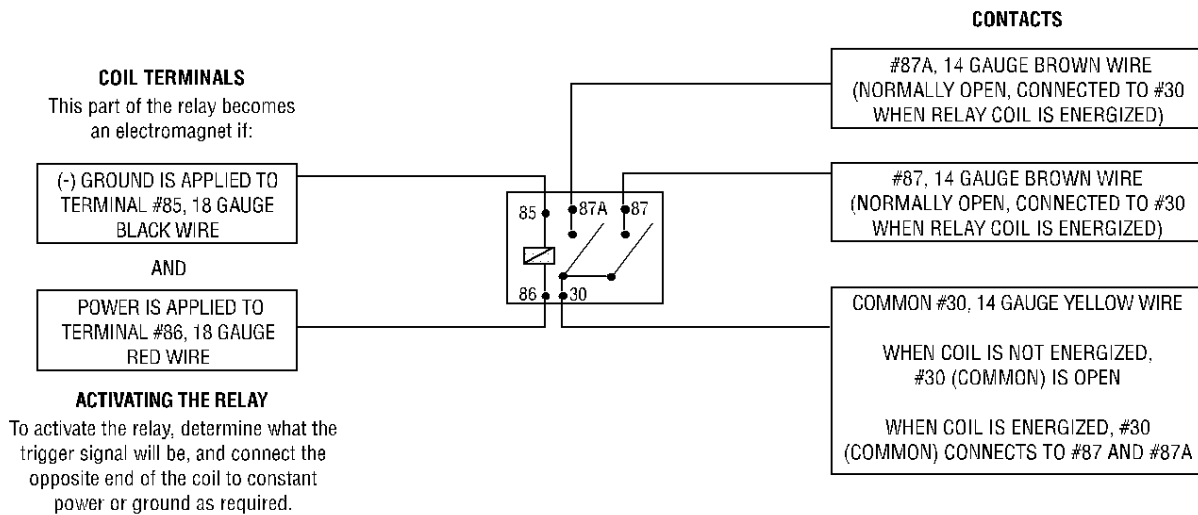 COIL TERMINALS
This part of the relay becomes
an electromagnet if:
(-) GROUND IS APPLIED TO
TERMINAL #85, 18 GAUGE
BLACK WIRE
AND
POWER IS APPLIED TO
TERMINAL #86, 18 GAUGE
RED WIRE
ACTIVATING THE RELAY
To activate the relay, determine what the
trigger signal will be, and connect the
opposite end of the coil to constant
power or ground as required.
85
87A
87
86
30
CONTACTS
#87A, 14 GAUGE BROWN WIRE
(NORMALLY OPEN, CONNECTED TO #30
WHEN RELAY COIL IS ENERGIZED)
#87, 14 GAUGE BROWN WIRE
(NORMALLY OPEN, CONNECTED TO #30
WHEN RELAY COIL IS ENERGIZED)
COMMON #30, 14 GAUGE YELLOW WIRE
WHEN COIL IS NOT ENERGIZED,
#30 (COMMON) IS OPEN
WHEN COIL IS ENERGIZED, #30
(COMMON) CONNECTS TO #87 AND #87A